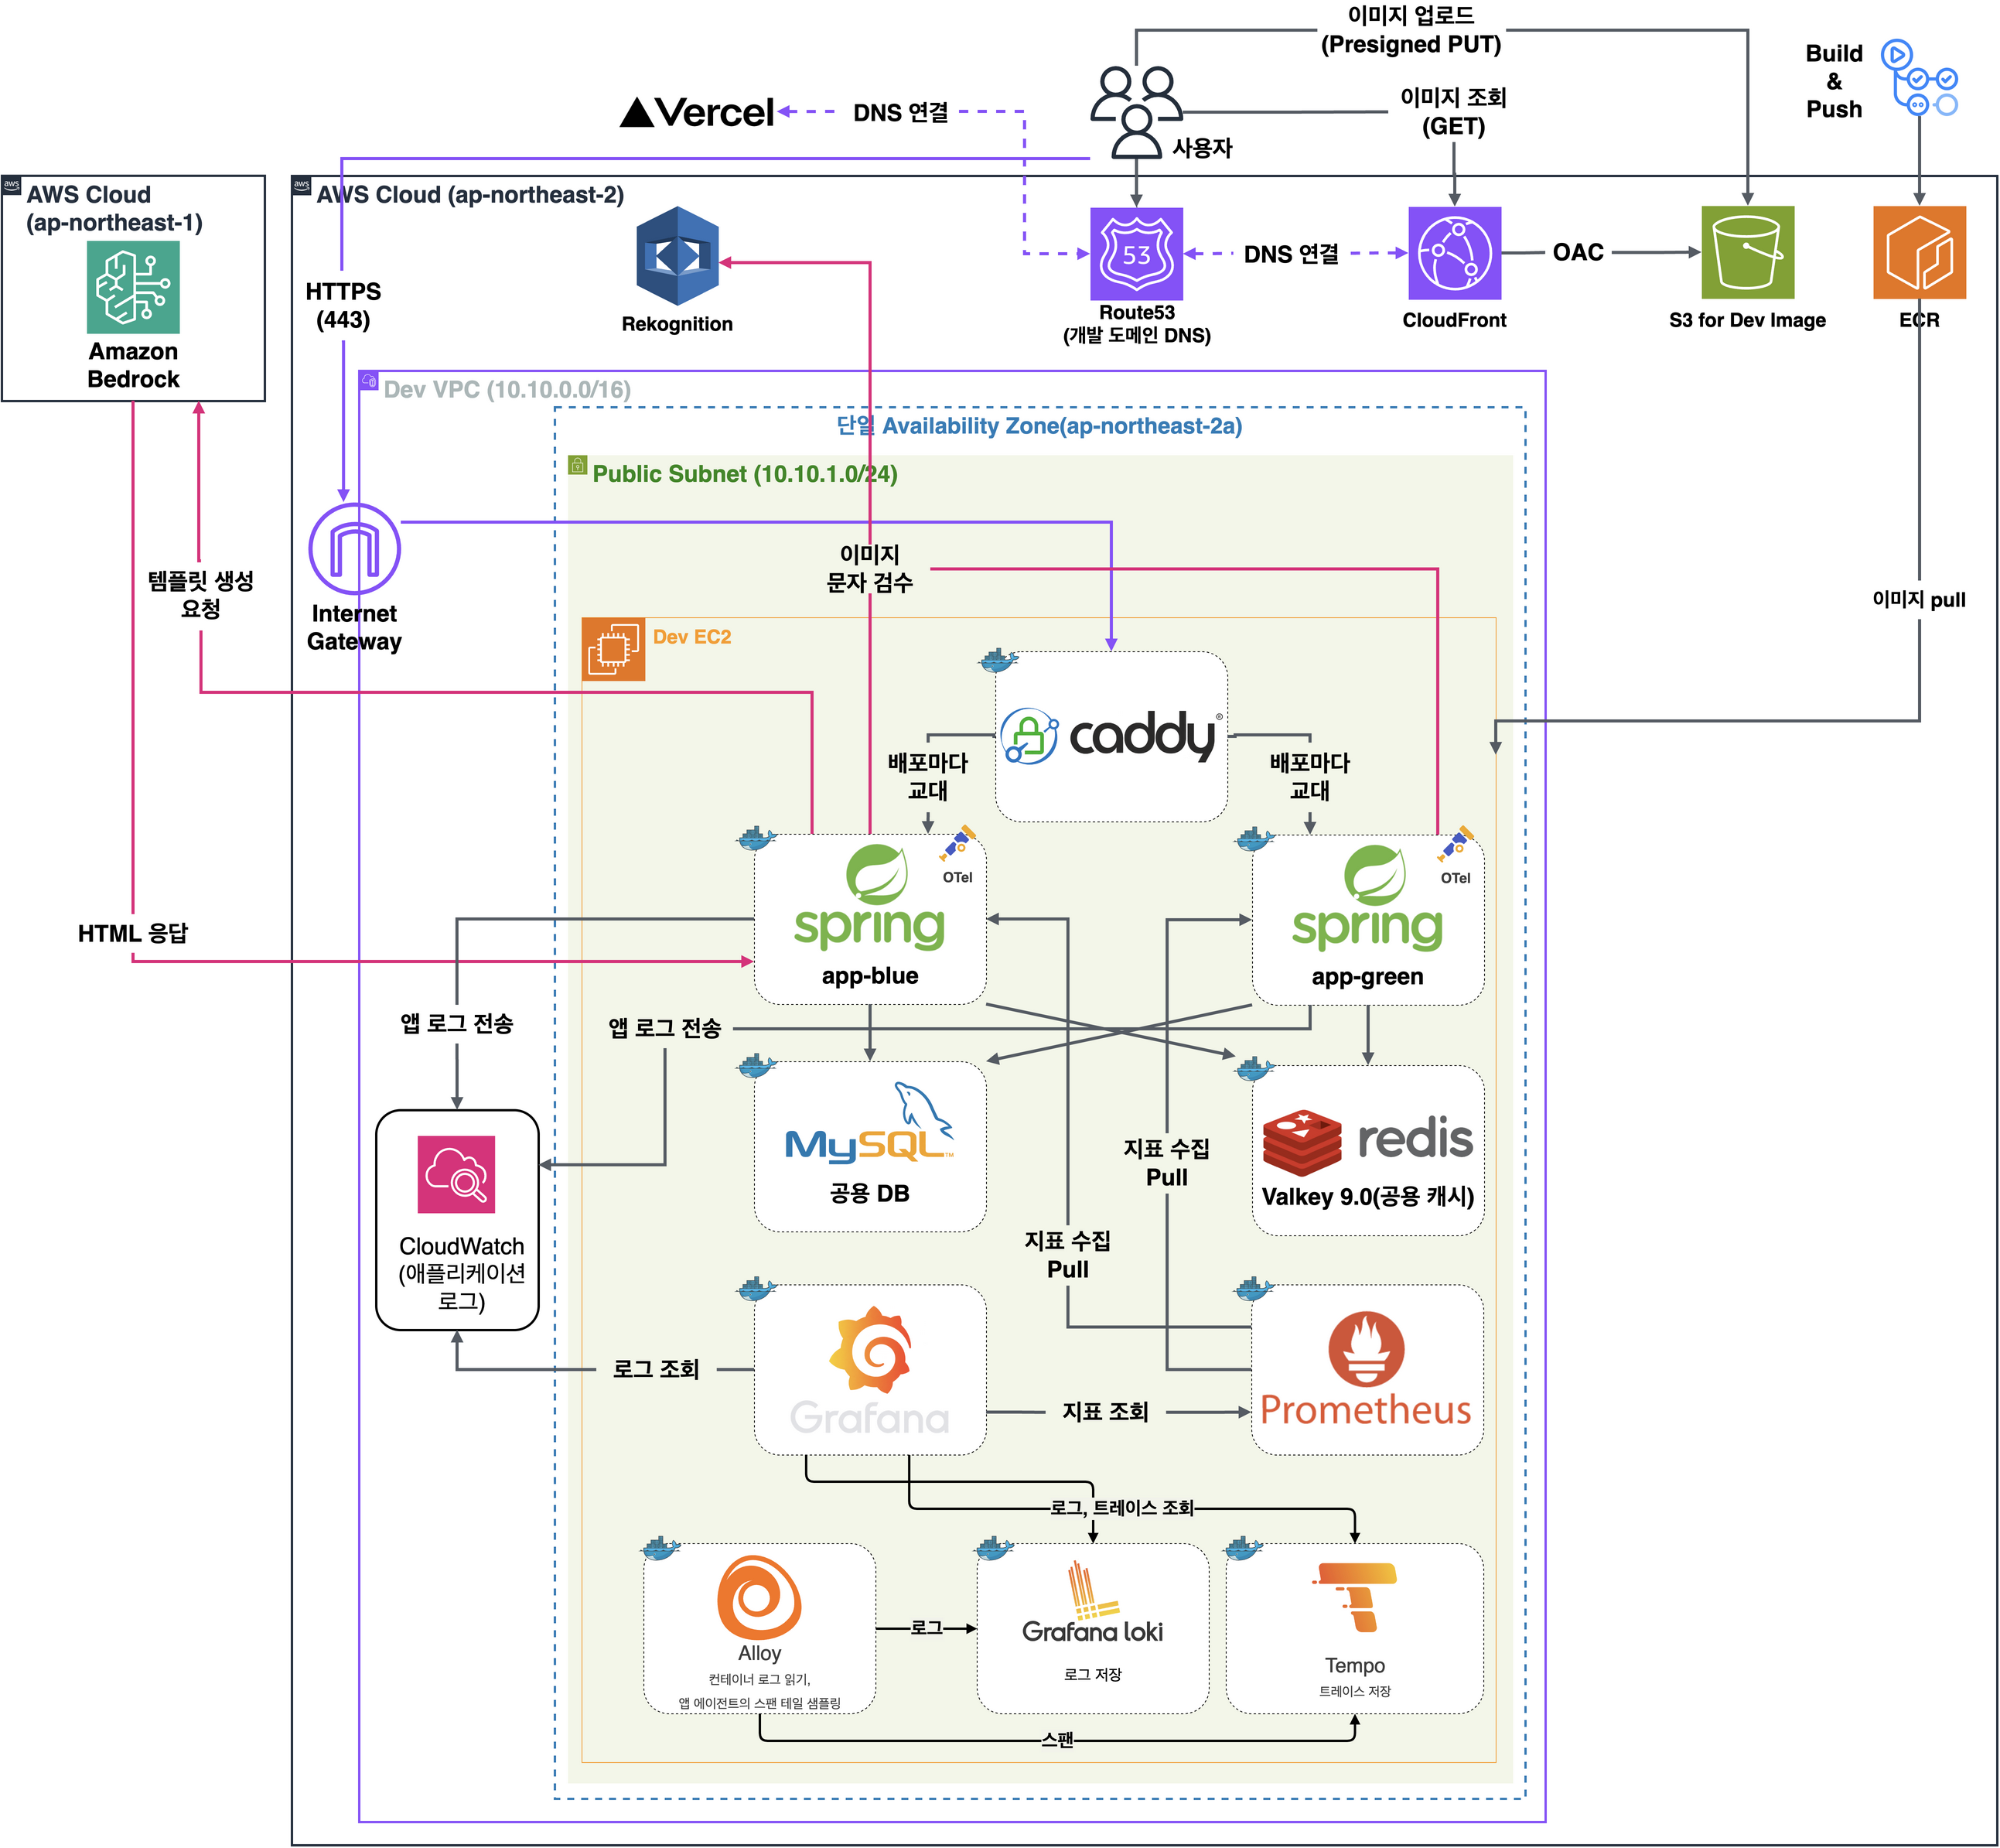 이미지 업로드
(Presigned PUT)
Build
&
Push
이미지 조회
(GET)
Vercel
DNS 연결
사용자
AWS Cloud
(ap-northeast-1)
aws
aws
AWS Cloud (ap-northeast-2)
Amazon
Bedrock
HTTPS
(443)
Rekognition
53
Route53
(개발 도메인 DNS)
DNS 연결
CloudFront
OAC
S3 for Dev Image
ECR
Dev VPC (10.10.0.0/16)
단일 Availability Zone(ap-northeast-2a)
Public Subnet (10.10.1.0/24)
Internet
Gateway
템플릿 생성
요청
이미지
문자 검수
이미지 pull
Dev EC2
caddy®
배포마다
교대
배포마다
교대
OTel
spring
app-blue
OTel
spring
app-green
HTML 응답
앱 로그 전송
앱 로그 전송
MySQL™
공용 DB
지표 수집
Pull
redis
Valkey 9.0(공용 캐시)
지표 수집
Pull
CloudWatch
(애플리케이션
로그)
로그 조회
Grafana
지표 조회
Prometheus
로그, 트레이스 조회
Alloy
컨테이너 로그 읽기,
앱 에이전트의 스팬 테일 샘플링
로그
Grafana loki
로그 저장
Tempo
트레이스 저장
스팬